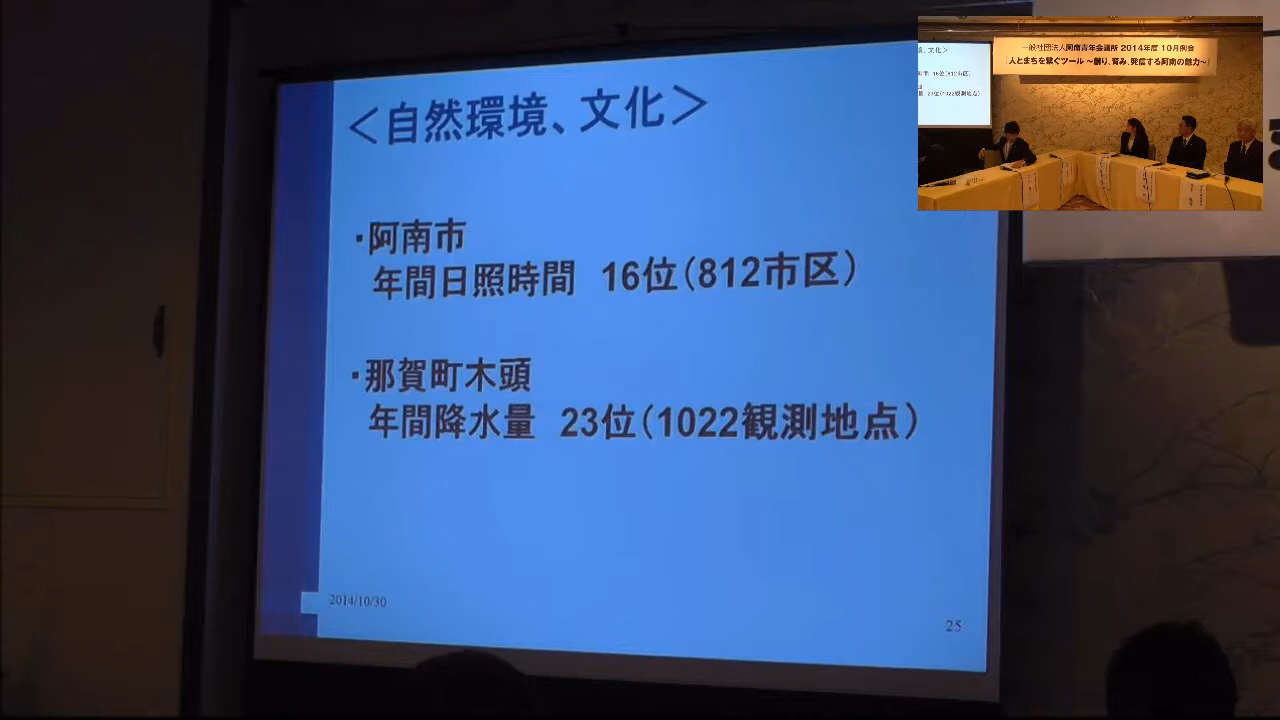 ＜自然環境、文化＞
・阿南市
年間日照時間 16位(812市区)
・那賀町木頭
年間降水量 23位(1022観測地点)
2014/10/30
25
一般社団法人阿南青年会議所 2014年度 10月例会
「人とまちを繋ぐツール ～創り、育み、発信する阿南の魅力～」